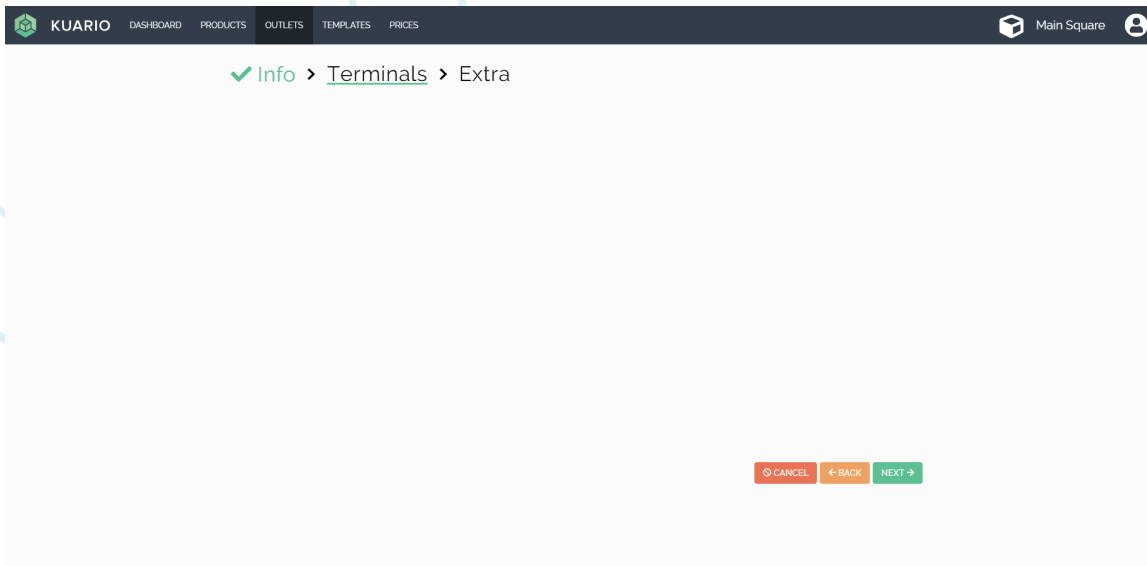 KUARIO DASHBOARD PRODUCTS OUTLETS TEMPLATES PRICES Main Square
Info > Terminals > Extra
CANCEL BACK NEXT